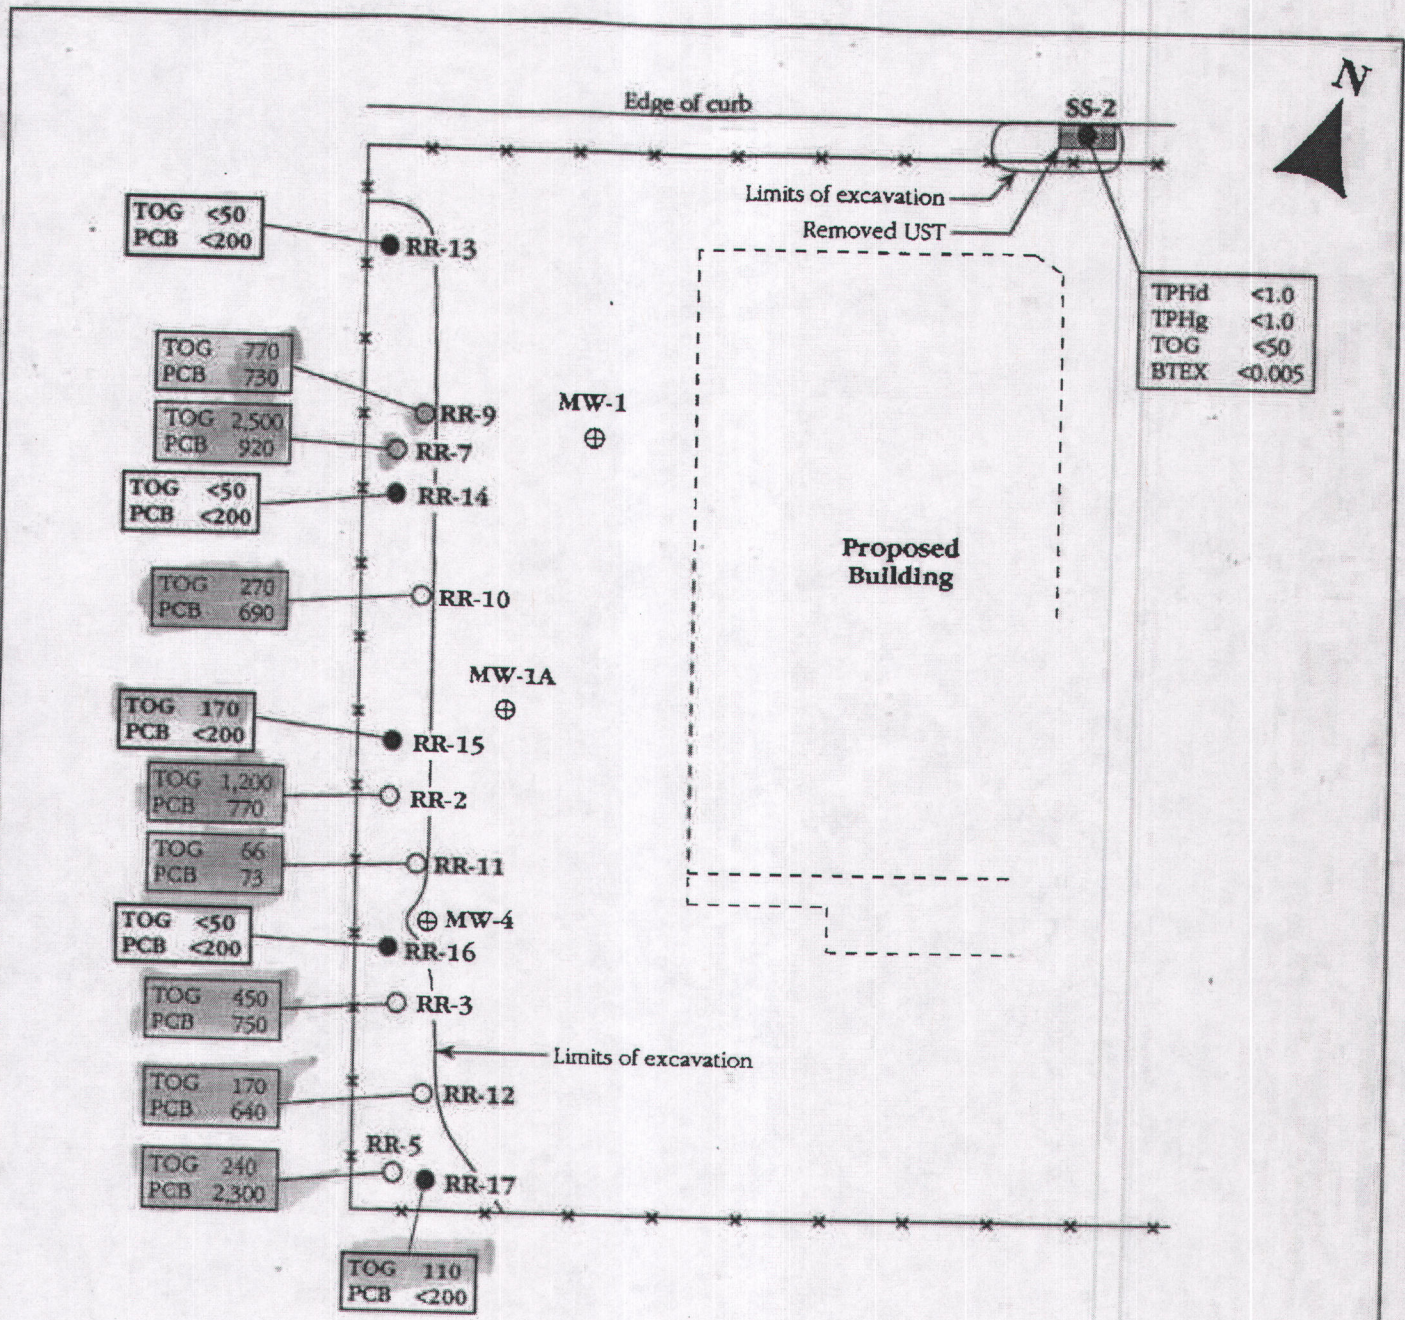 N
Edge of curb
SS-2
Limits of excavation
Removed UST
TOG <50
PCB <200
RR-13
TPHd <1.0
TPHg <1.0
TOG <50
BTEX <0.005
TOG 770
PCB 730
RR-9
MW-1
TOG 2,500
PCB 920
RR-7
TOG <50
PCB <200
RR-14
Proposed
Building
TOG 270
PCB 690
RR-10
MW-1A
TOG 170
PCB <200
RR-15
TOG 1,200
PCB 770
RR-2
TOG 66
PCB 73
RR-11
MW-4
TOG <50
PCB <200
RR-16
TOG 450
PCB 750
RR-3
Limits of excavation
TOG 170
PCB 640
RR-12
RR-5
TOG 240
PCB 2,300
RR-17
TOG 110
PCB <200